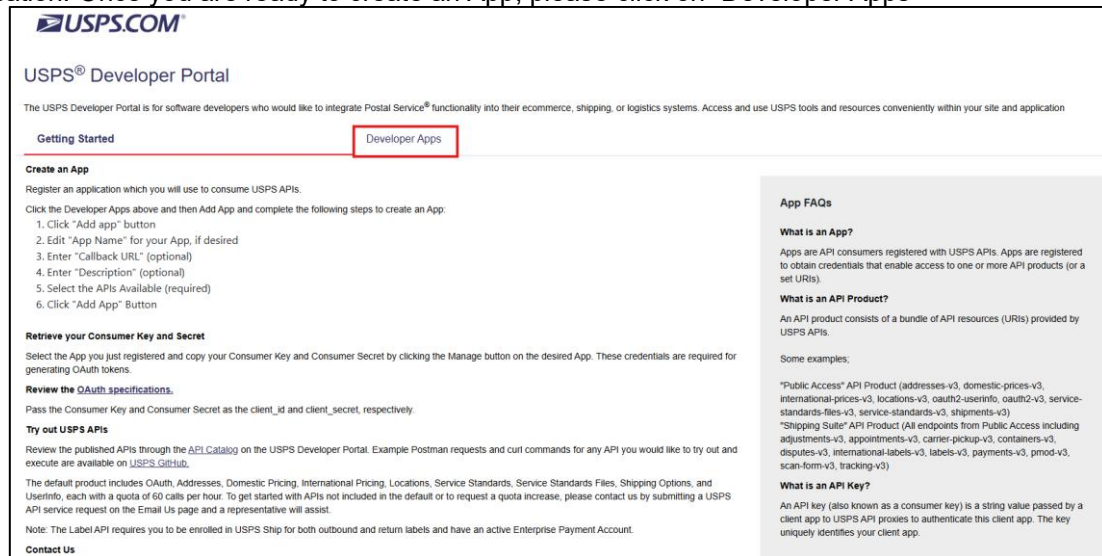 ation. Once you are ready to create an App, please click on "Developer Apps"
USPS.COM®
USPS® Developer Portal
The USPS Developer Portal is for software developers who would like to integrate Postal Service® functionality into their ecommerce, shipping, or logistics systems. Access and use USPS tools and resources conveniently within your site and application
Getting Started
Developer Apps
Create an App
Register an application which you will use to consume USPS APIs.
Click the Developer Apps above and then Add App and complete the following steps to create an App:
1. Click "Add app" button
2. Edit "App Name" for your App, if desired
3. Enter "Callback URL" (optional)
4. Enter "Description" (optional)
5. Select the APIs Available (required)
6. Click "Add App" Button
Retrieve your Consumer Key and Secret
Select the App you just registered and copy your Consumer Key and Consumer Secret by clicking the Manage button on the desired App. These credentials are required for
generating OAuth tokens.
Review the OAuth specifications.
Pass the Consumer Key and Consumer Secret as the client_id and client_secret, respectively.
Try out USPS APIs
Review the published APIs through the API Catalog on the USPS Developer Portal. Example Postman requests and curl commands for any API you would like to try out and
execute are available on USPS GitHub.
The default product includes OAuth, Addresses, Domestic Pricing, International Pricing, Locations, Service Standards, Service Standards Files, Shipping Options, and
UserInfo, each with a quota of 60 calls per hour. To get started with APIs not included in the default or to request a quota increase, please contact us by submitting a USPS
API service request on the Email Us page and a representative will assist.
Note: The Label API requires you to be enrolled in USPS Ship for both outbound and return labels and have an active Enterprise Payment Account.
Contact Us
App FAQs
What is an App?
Apps are API consumers registered with USPS APIs. Apps are registered
to obtain credentials that enable access to one or more API products (or a
set URIs).
What is an API Product?
An API product consists of a bundle of API resources (URIs) provided by
USPS APIs.
Some examples;
"Public Access" API Product (addresses-v3, domestic-prices-v3,
international-prices-v3, locations-v3, oauth2-userinfo, oauth2-v3, service-
standards-files-v3, service-standards-v3, shipments-v3)
"Shipping Suite" API Product (All endpoints from Public Access including
adjustments-v3, appointments-v3, carrier-pickup-v3, containers-v3,
disputes-v3, international-labels-v3, labels-v3, payments-v3, pmod-v3,
scan-form-v3, tracking-v3)
What is an API Key?
An API key (also known as a consumer key) is a string value passed by a
client app to USPS API proxies to authenticate this client app. The key
uniquely identifies your client app.